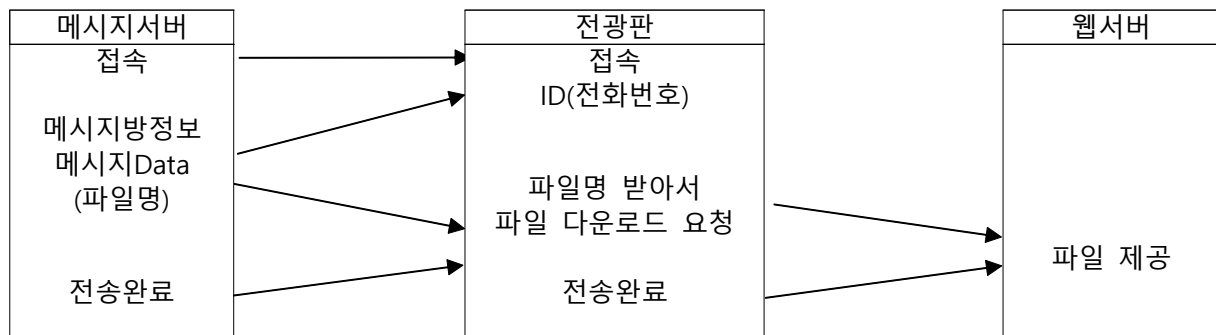 메시지서버
접속
메시지방정보
메시지Data
(파일명)
전송완료
전광판
접속
ID(전화번호)
파일명 받아서
파일 다운로드 요청
전송완료
웹서버
파일 제공